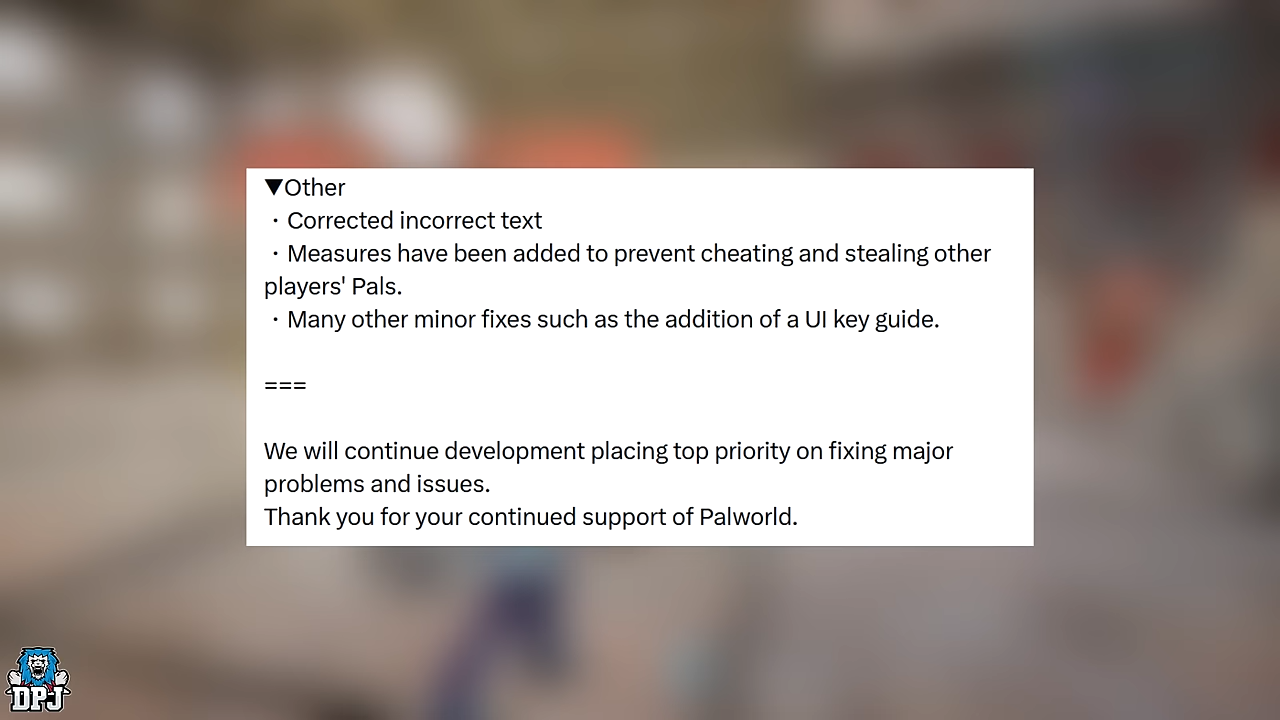 ▼Other
・Corrected incorrect text
・Measures have been added to prevent cheating and stealing other
players' Pals.
・Many other minor fixes such as the addition of a UI key guide.
===
We will continue development placing top priority on fixing major
problems and issues.
Thank you for your continued support of Palworld.
DPJ